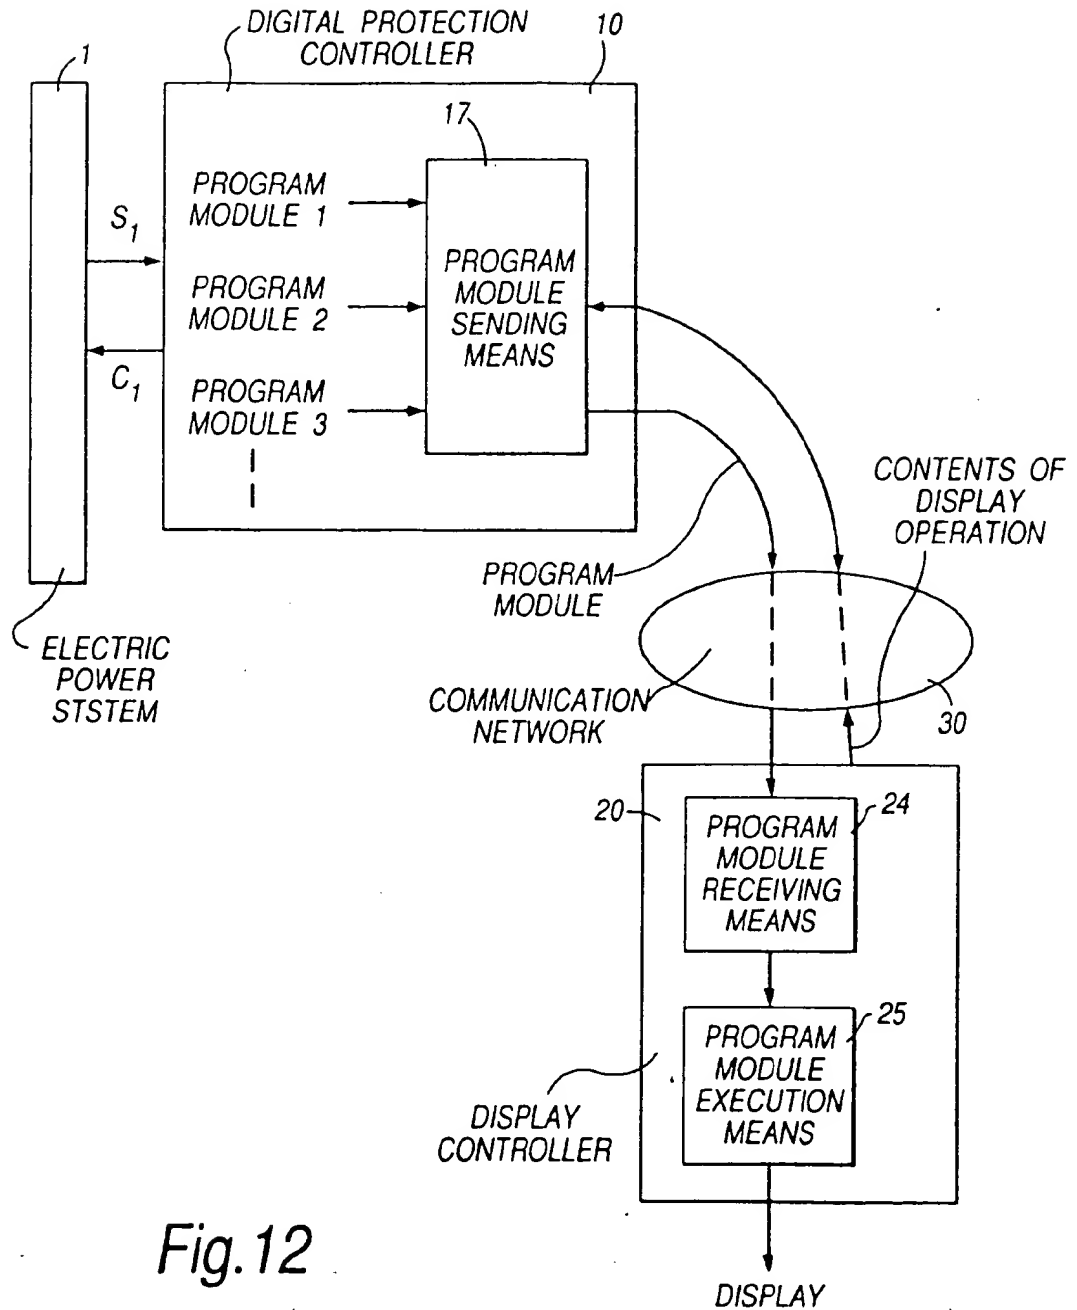 DIGITAL PROTECTION
CONTROLLER
10
1
17
PROGRAM
MODULE 1
S1
PROGRAM
MODULE 2
C1
PROGRAM
MODULE 3
PROGRAM
MODULE
SENDING
MEANS
CONTENTS OF
DISPLAY
OPERATION
PROGRAM
MODULE
ELECTRIC
POWER
STSTEM
COMMUNICATION
NETWORK
30
20
24
PROGRAM
MODULE
RECEIVING
MEANS
25
PROGRAM
MODULE
EXECUTION
MEANS
DISPLAY
CONTROLLER
Fig.12
DISPLAY